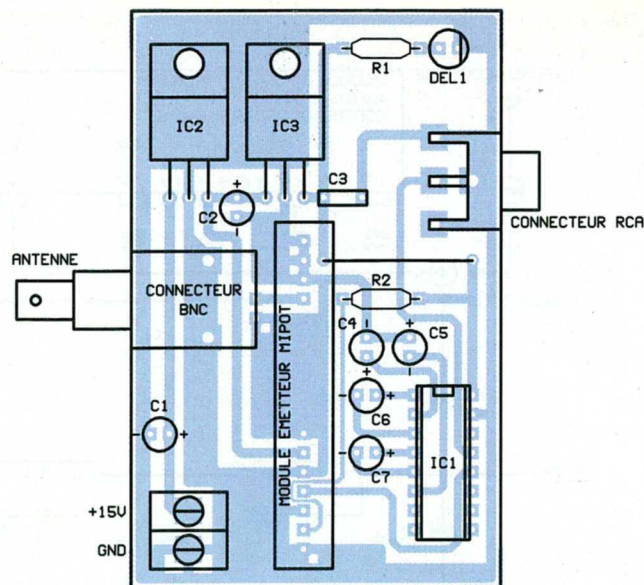 R1
DEL1
IC2
IC3
C3
C2
+
-
CONNECTEUR RCA
ANTENNE
CONNECTEUR
BNC
R2
C4
C5
-
+
+
-
MODULE EMETTEUR MIPOT
C1
-
+
-
+
C6
IC1
-
+
C7
+15V
GND